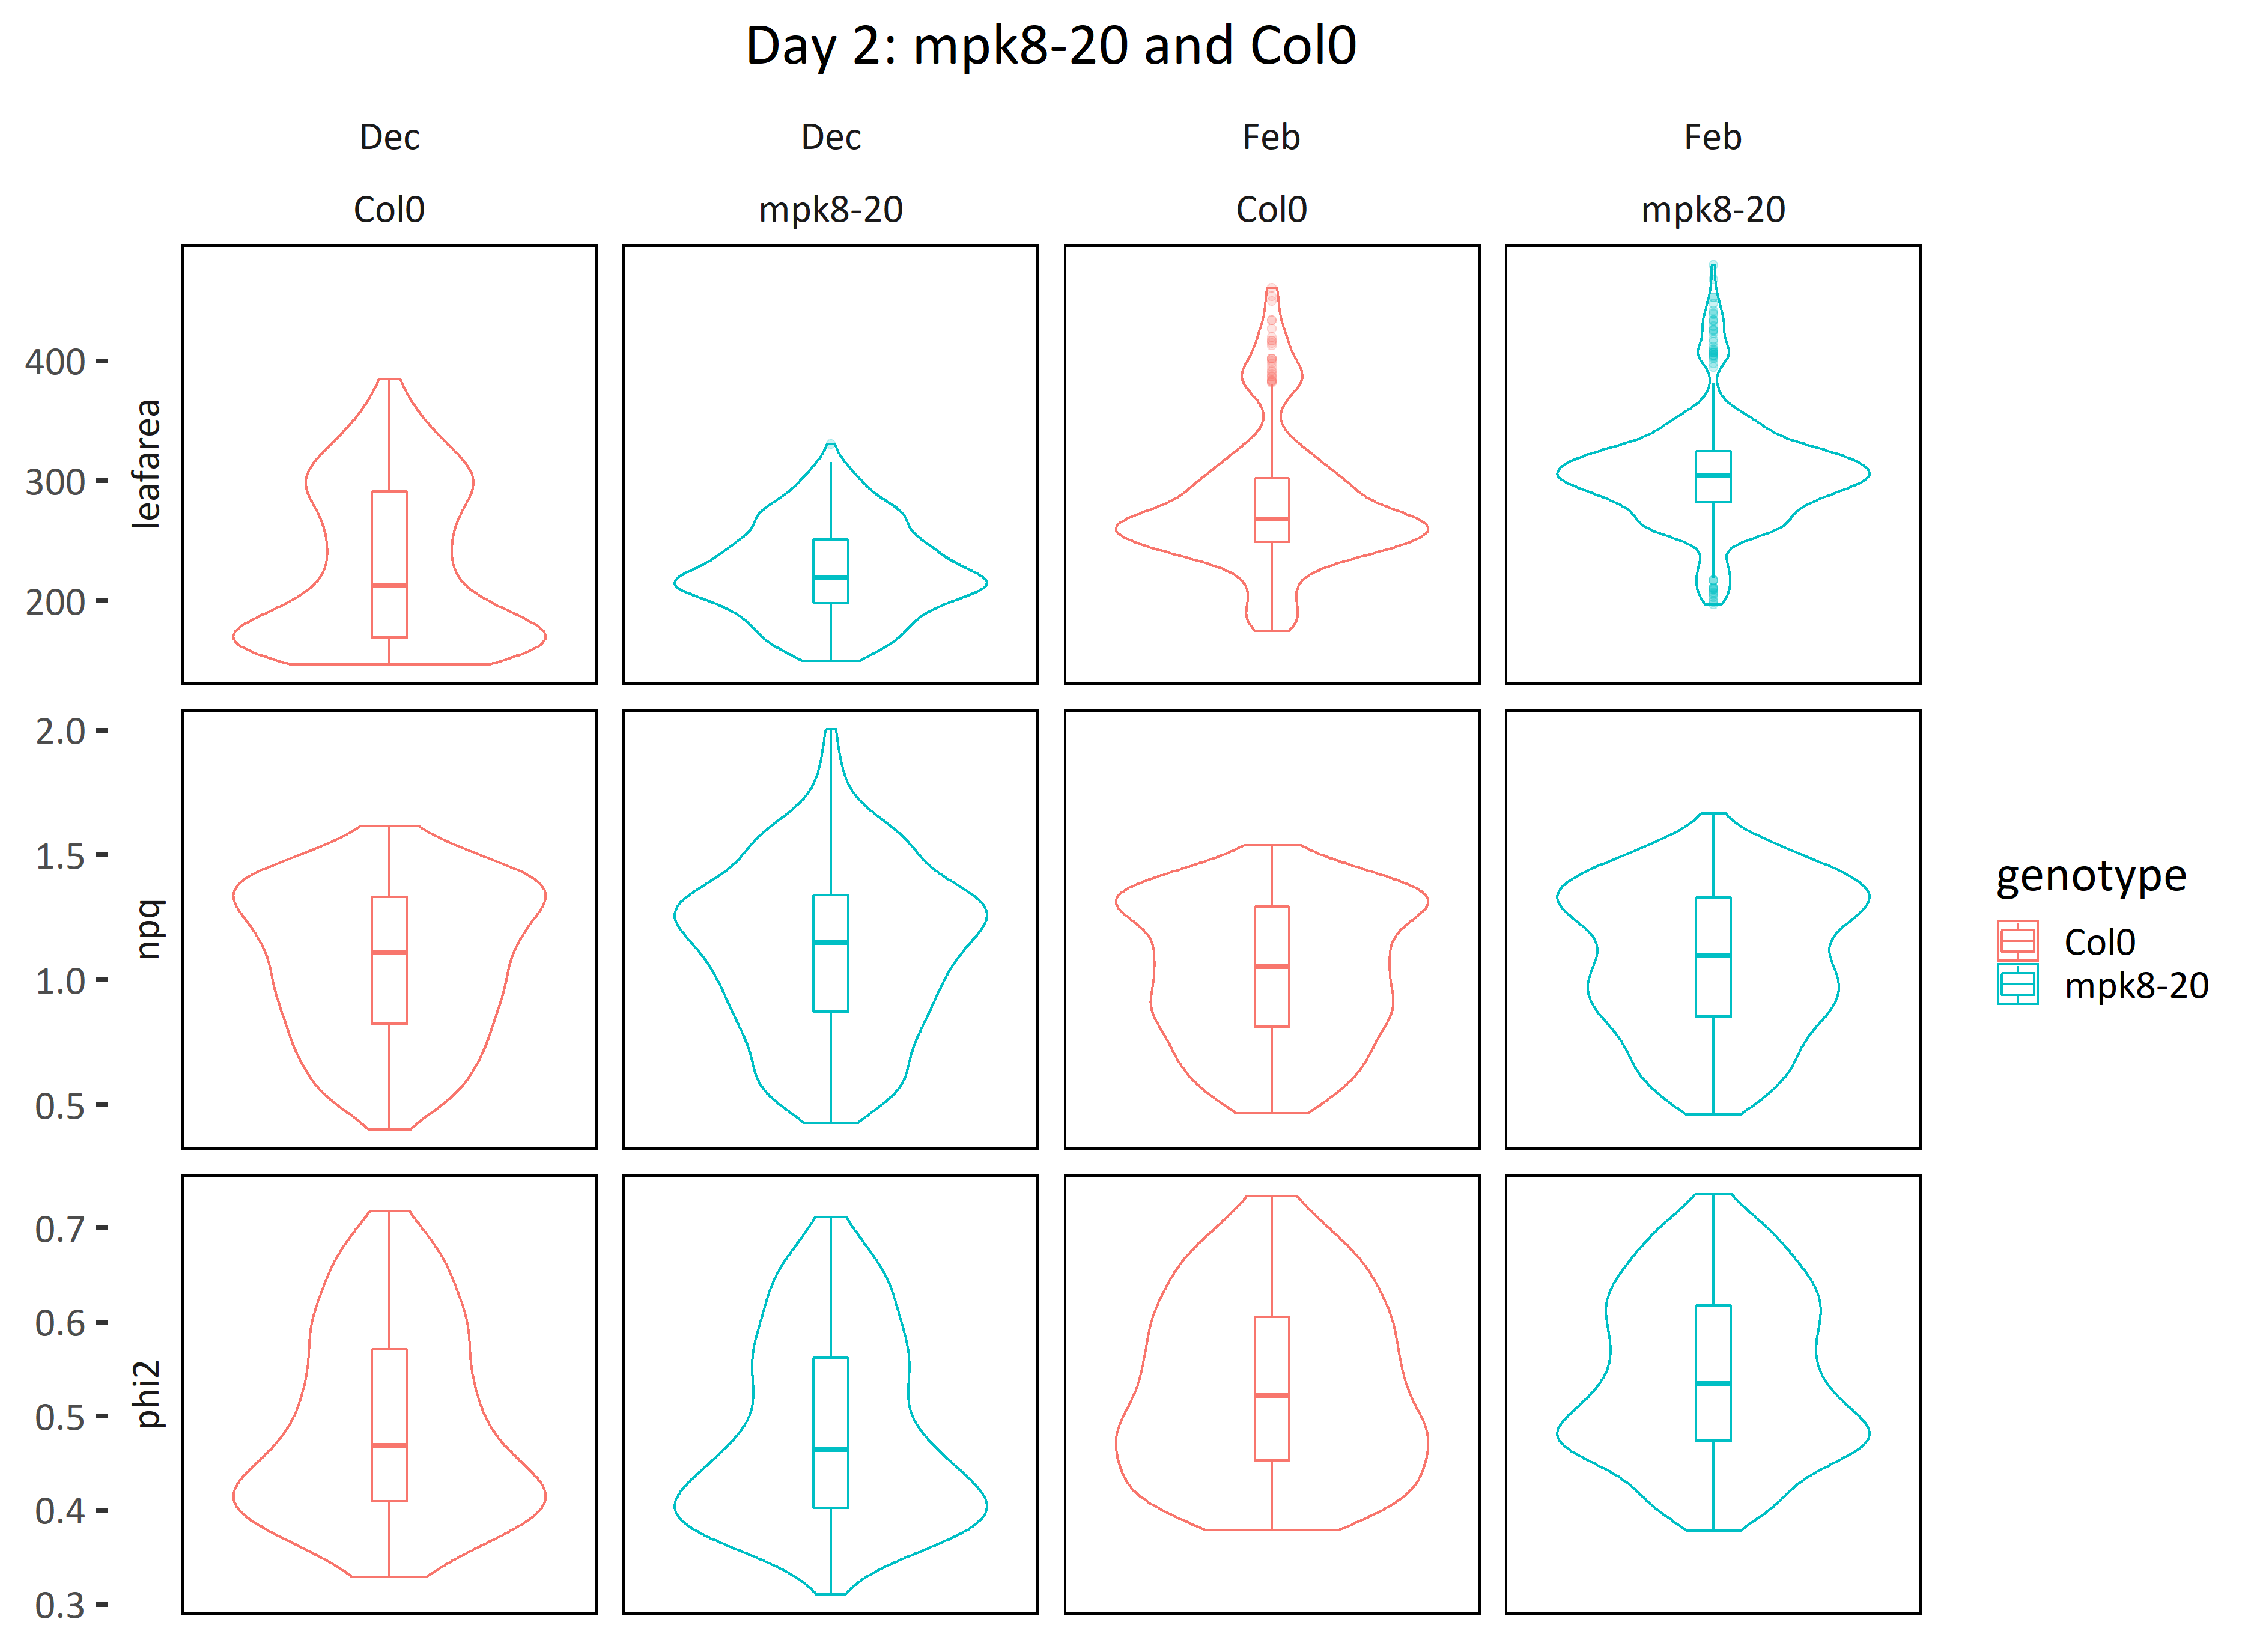 Day 2: mpk8-20 and Col0
Dec Dec Feb Feb
Col0 mpk8-20 Col0 mpk8-20
400
300
200
leafarea
2.0
1.5
1.0
0.5
npq
0.7
0.6
0.5
0.4
0.3
phi2
genotype
Col0
mpk8-20